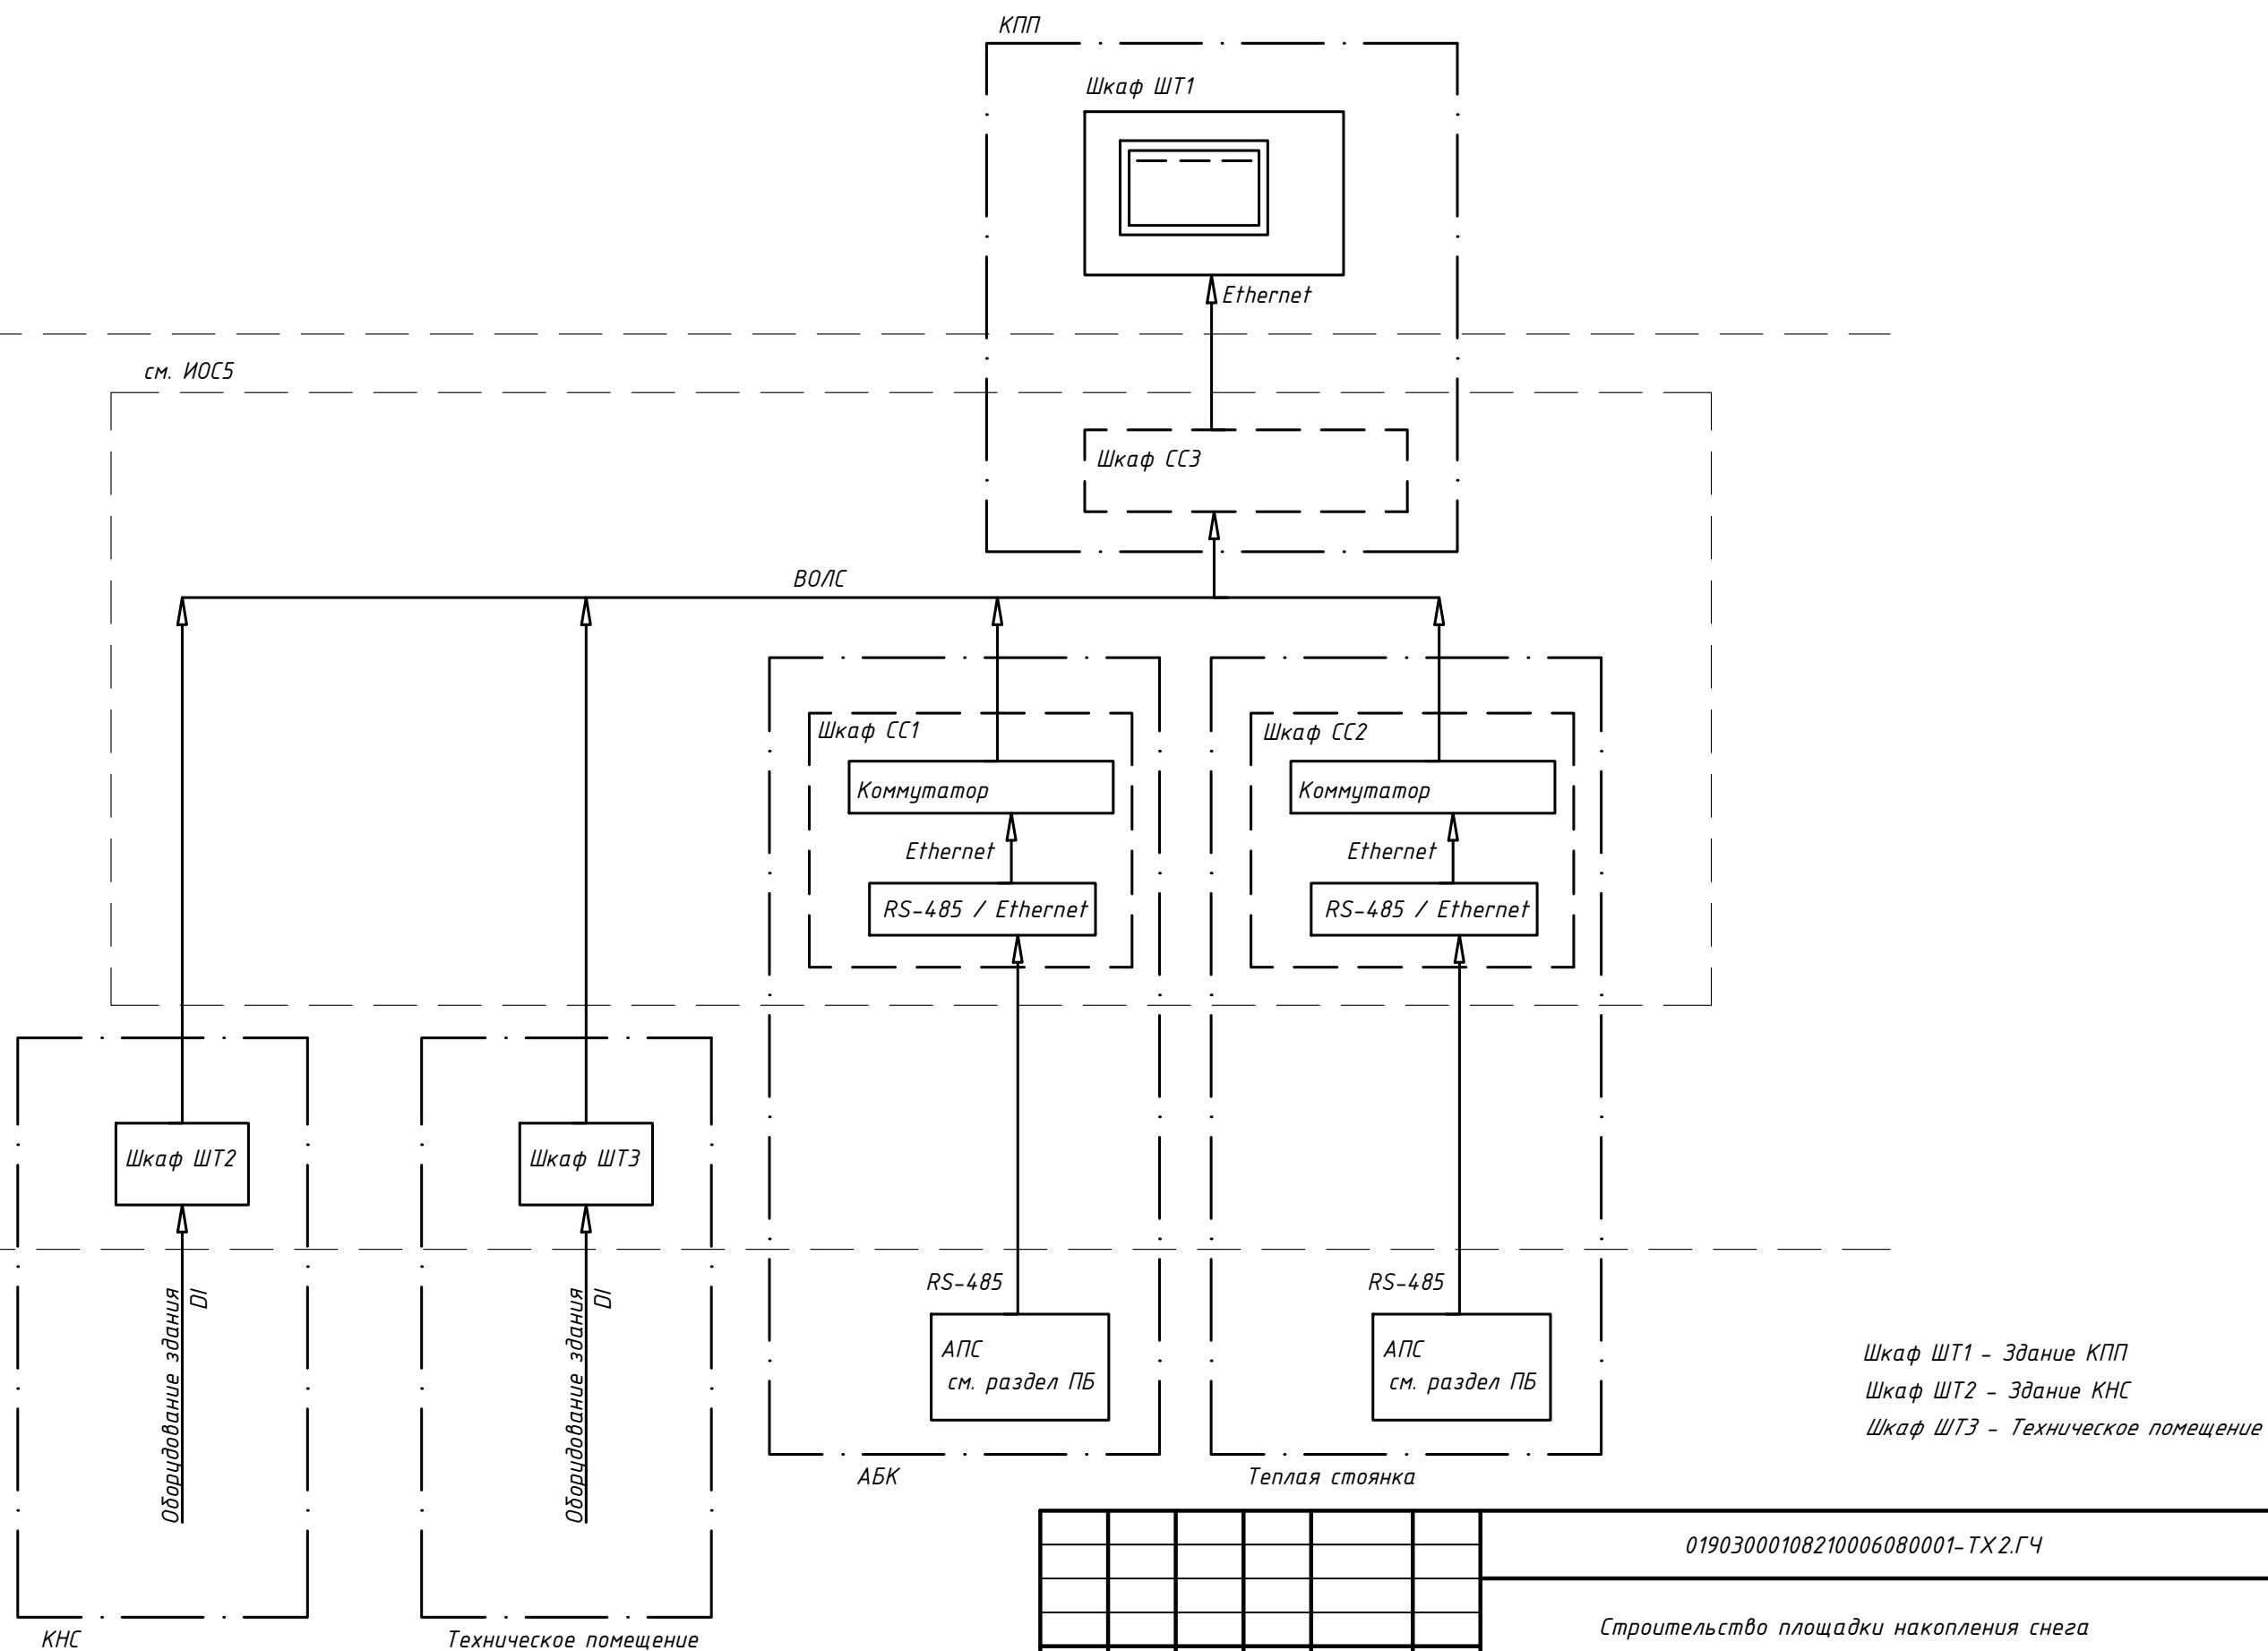 КПП
Шкаф ШТ1
Ethernet
см. ИОС5
Шкаф СС3
ВОЛС
Шкаф СС1
Шкаф СС2
Коммутатор
Коммутатор
Ethernet
Ethernet
RS-485 / Ethernet
RS-485 / Ethernet
Шкаф ШТ2
Шкаф ШТ3
Оборудование здания
DI
Оборудование здания
DI
RS-485
RS-485
АПС
см. раздел ПБ
АПС
см. раздел ПБ
Шкаф ШТ1 - Здание КПП
Шкаф ШТ2 - Здание КНС
Шкаф ШТ3 - Техническое помещение
АБК
Теплая стоянка
01903000108210006080001-ТХ2.ГЧ
Строительство площадки накопления снега
КНС
Техническое помещение